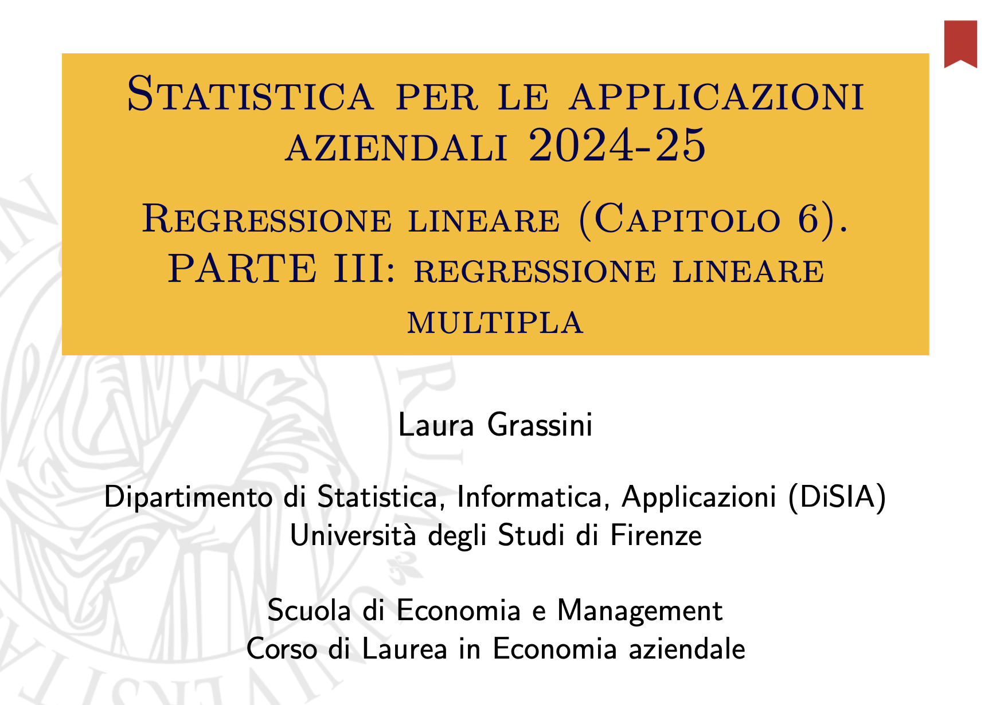 Statistica per le applicazioni
aziendali 2024-25
Regressione lineare (Capitolo 6).
PARTE III: regressione lineare
multipla
Laura Grassini
Dipartimento di Statistica, Informatica, Applicazioni (DiSIA)
Università degli Studi di Firenze
Scuola di Economia e Management
Corso di Laurea in Economia aziendale